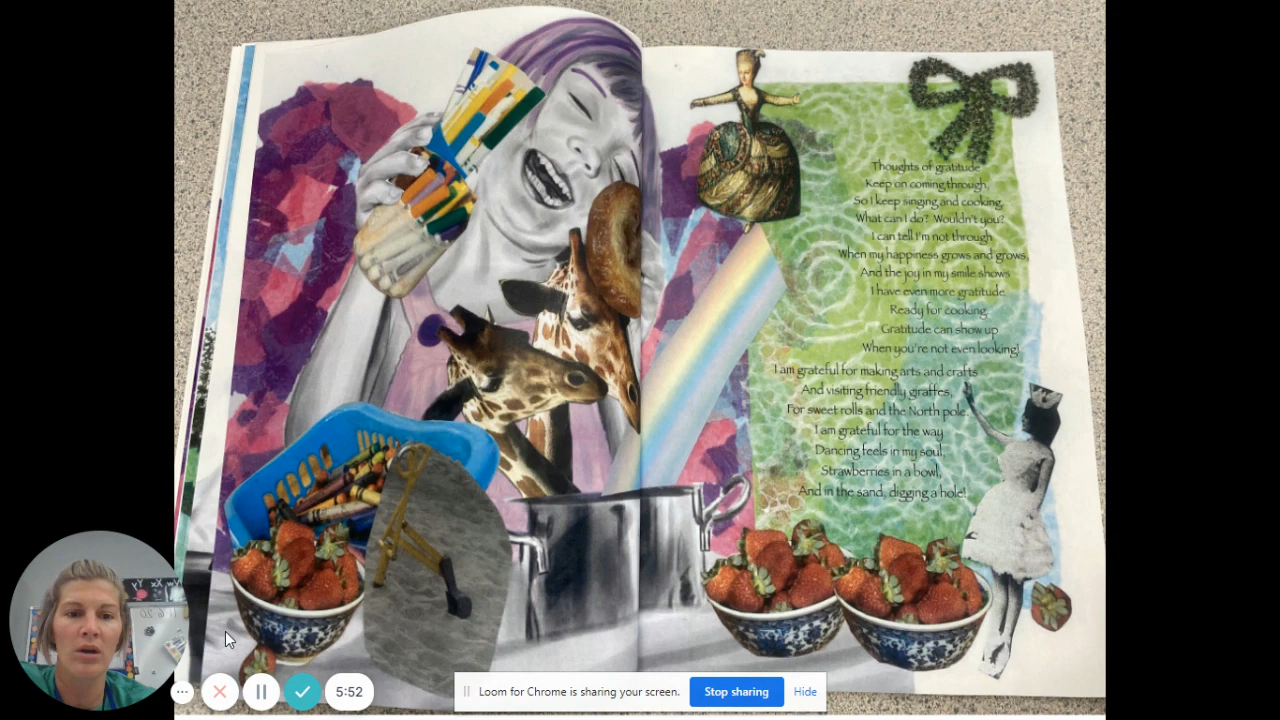 Thoughts of gratitude
Keep on coming through,
So I keep singing and cooking,
What can I do? Wouldn't you?
I can tell I'm not through
When my happiness grows and grows,
And the joy in my smile shows
I have even more gratitude
Ready for cooking,
Gratitude can show up
When you're not even looking!
I am grateful for making arts and crafts
And visiting friendly giraffes,
For sweet rolls and the North pole.
I am grateful for the way
Dancing feels in my soul,
Strawberries in a bowl,
And in the sand, digging a hole!
5:52
Loom for Chrome is sharing your screen.
Stop sharing
Hide